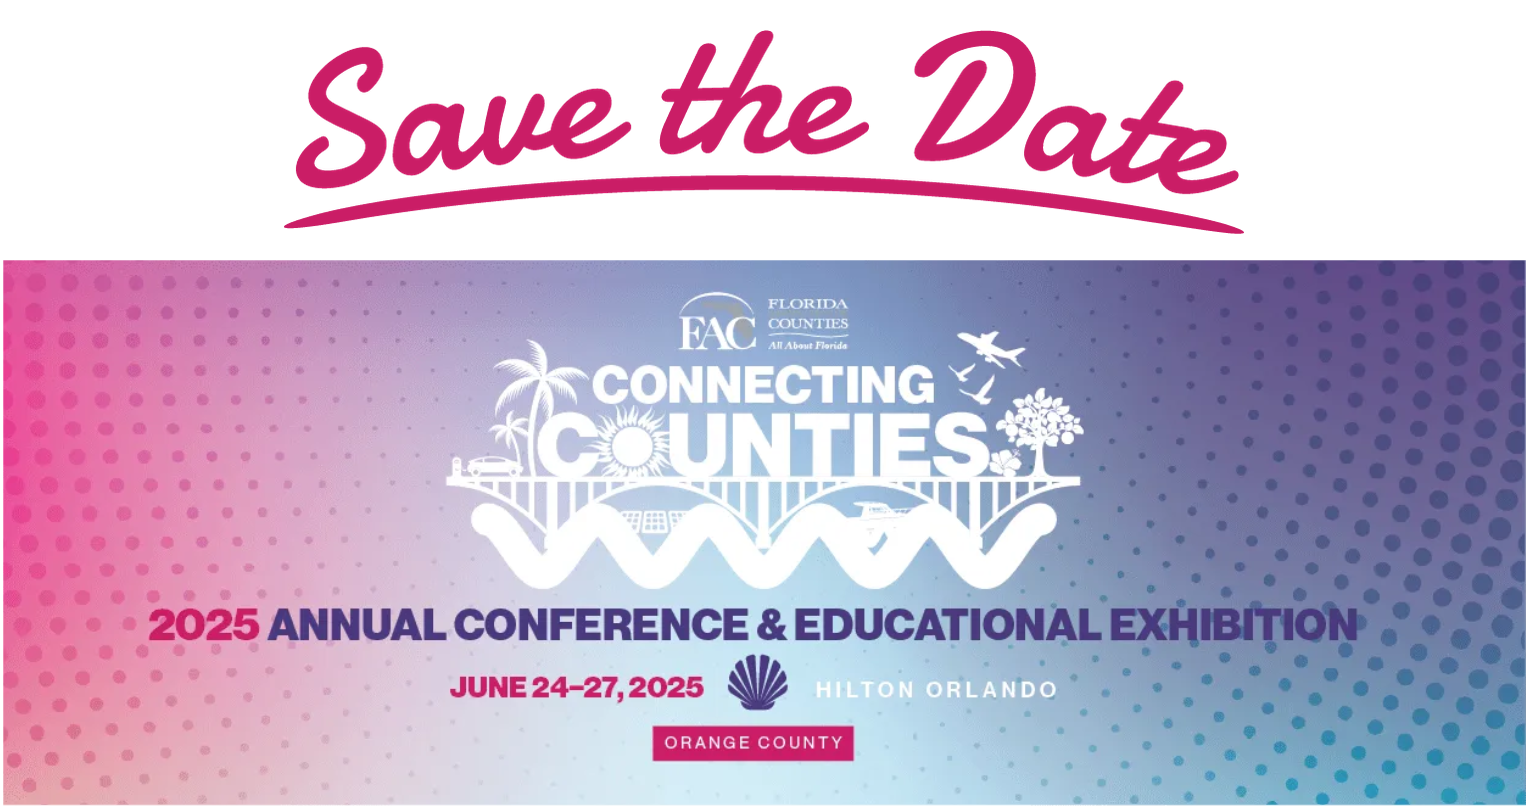 Save the Date
FAC
FLORIDA
COUNTIES
All About Florida
CONNECTING
COUNTIES
2025 ANNUAL CONFERENCE & EDUCATIONAL EXHIBITION
JUNE 24–27, 2025 HILTON ORLANDO
ORANGE COUNTY